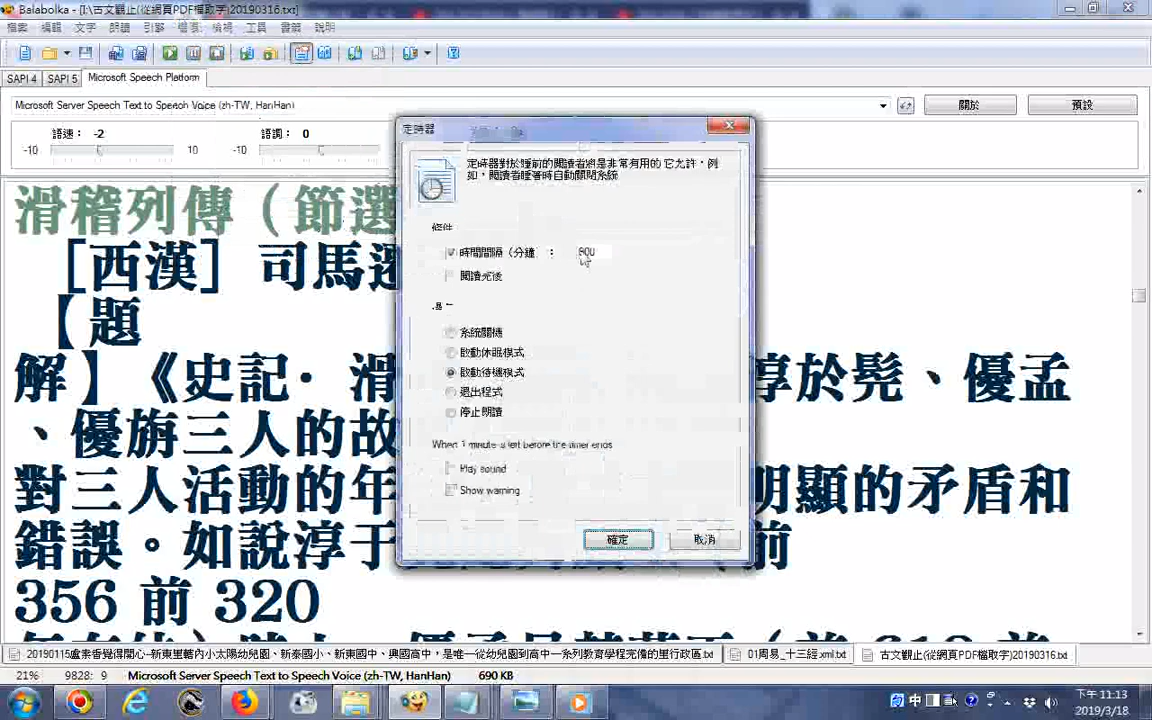 Balabolka - [I:\古文觀止(從網頁PDF檔取字)20190316.txt]
檔案 編輯 文字 朗讀 引擎 檢視 工具 書籤 說明
SAPI 4 SAPI 5 Microsoft Speech Platform
Microsoft Server Speech Text to Speech Voice (zh-TW, HanHan)
關於 預設
語速： -2 語調： 0
-10 10 -10
定時器
定時器對於睡前的閱讀者將是非常有用的 它允許，例
如，閱讀者睡著時自動關閉系統
條件
時間間隔（分鐘 ：
閱讀完後
系統關機
啟動休眠模式
啟動待機模式
退出程式
停止朗讀
When 1 minute is left before the timer ends
Play sound
Show warning
確定 取消
滑稽列傳（節選
［西漢］ 司馬遷
【題
解】《史記· 滑 淳於髡、優孟
、優旃三人的故
對三人活動的年 明顯的矛盾和
錯誤。如說淳于 前
356 前 320
20190115盧素香覺得開心--新東里轄內小太陽幼兒園、新泰國小、新東國中、興國高中，是唯一從幼兒園到高中一系列教育學程完備的里行政區.txt 01周易_十三經.xml.txt 古文觀止(從網頁PDF檔取字)20190316.txt
21% 9828: 9 Microsoft Server Speech Text to Speech Voice (zh-TW, HanHan) 690 KB
中
下午 11:13
2019/3/18